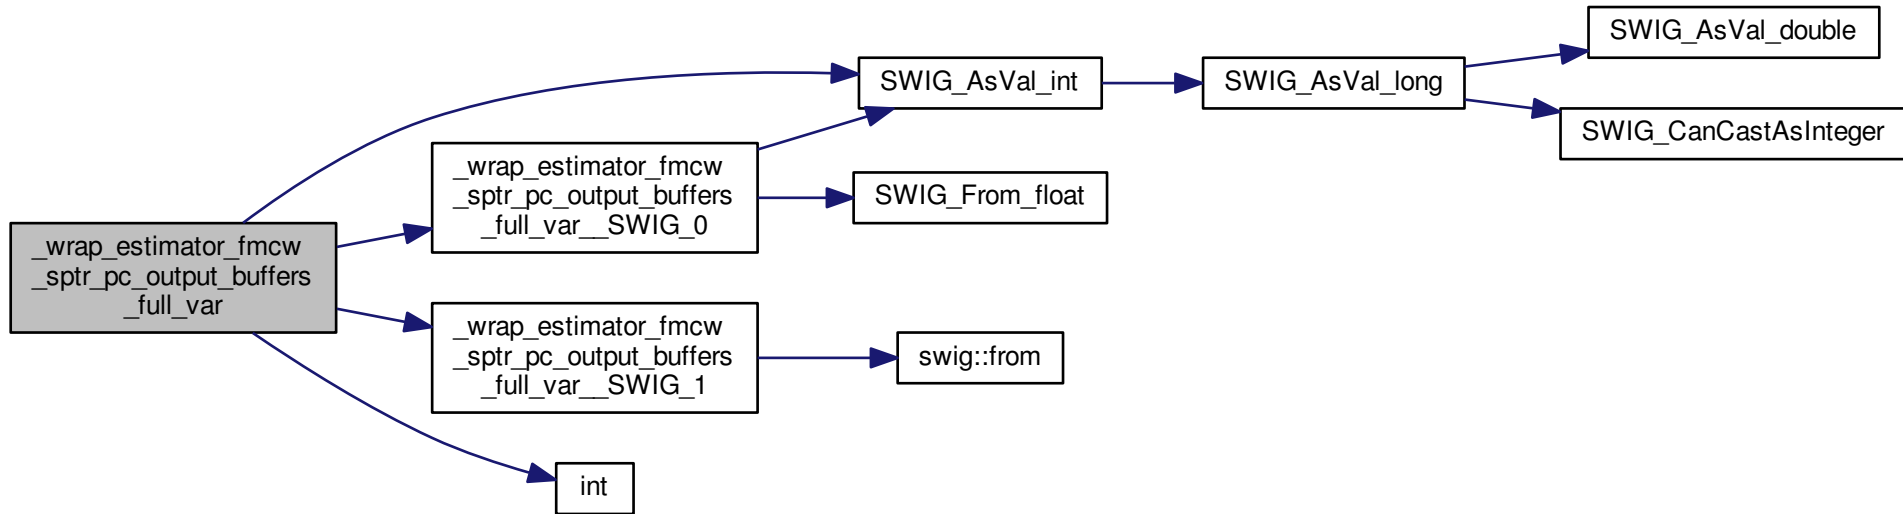 _wrap_estimator_fmcw
_sptr_pc_output_buffers
_full_var
_wrap_estimator_fmcw
_sptr_pc_output_buffers
_full_var__SWIG_0
_wrap_estimator_fmcw
_sptr_pc_output_buffers
_full_var__SWIG_1
int
SWIG_AsVal_int
SWIG_From_float
swig::from
SWIG_AsVal_long
SWIG_AsVal_double
SWIG_CanCastAsInteger